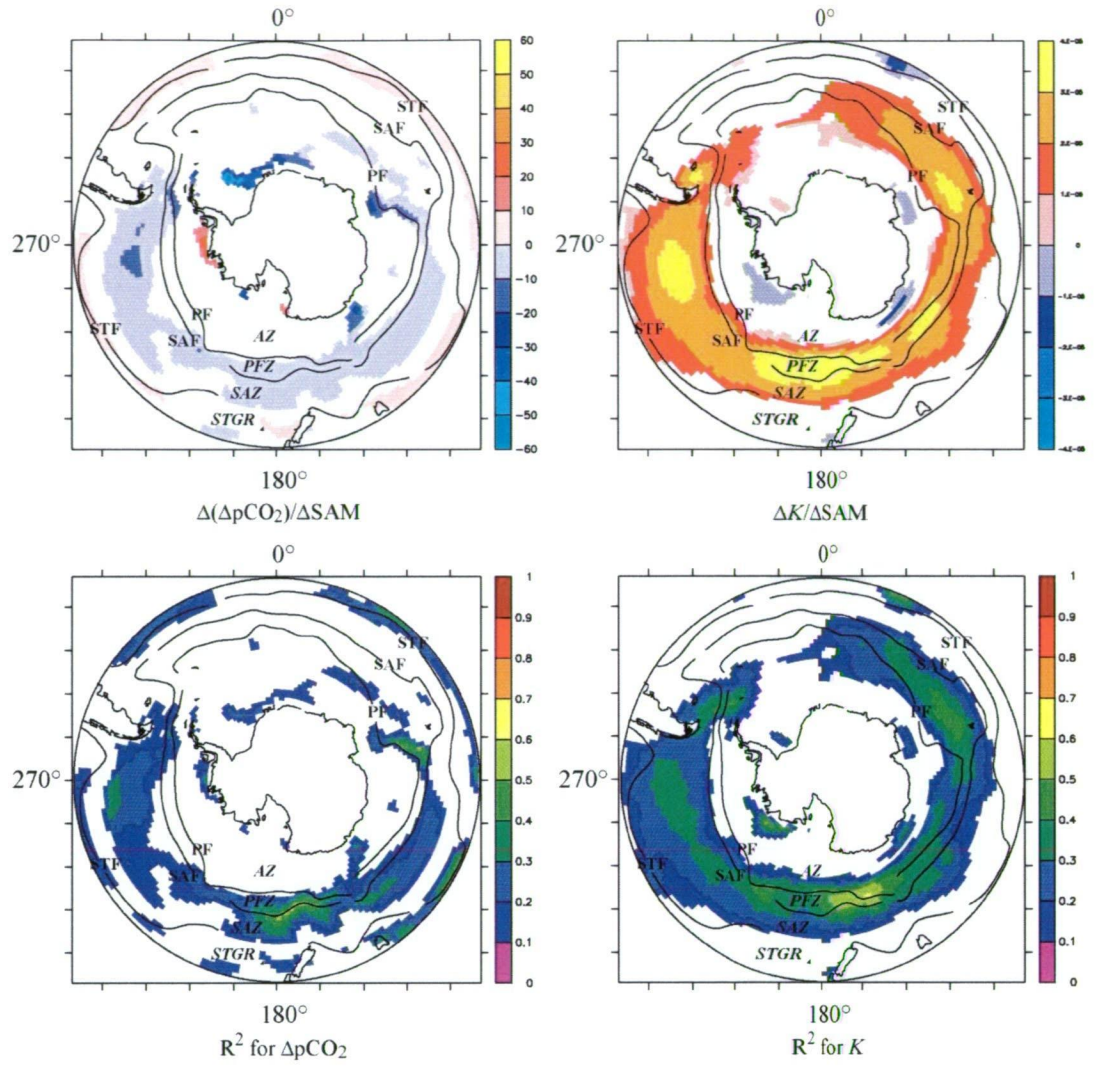 0°
270°
180°
STF
SAF
PF
PF
STF
SAF
AZ
PFZ
SAZ
STGR
60
50
40
30
20
10
0
−10
−20
−30
−40
−50
−60
Δ(ΔpCO₂)/ΔSAM
0°
270°
180°
STF
SAF
PF
PF
STF
SAF
AZ
PFZ
SAZ
STGR
0
ΔK/ΔSAM
0°
270°
180°
STF
SAF
PF
PF
STF
SAF
AZ
PFZ
SAZ
STGR
1
0.9
0.8
0.7
0.6
0.5
0.4
0.3
0.2
0.1
0
R² for ΔpCO₂
0°
270°
180°
STF
SAF
PF
PF
STF
SAF
AZ
PFZ
SAZ
STGR
1
0.9
0.8
0.7
0.6
0.5
0.4
0.3
0.2
0.1
0
R² for K